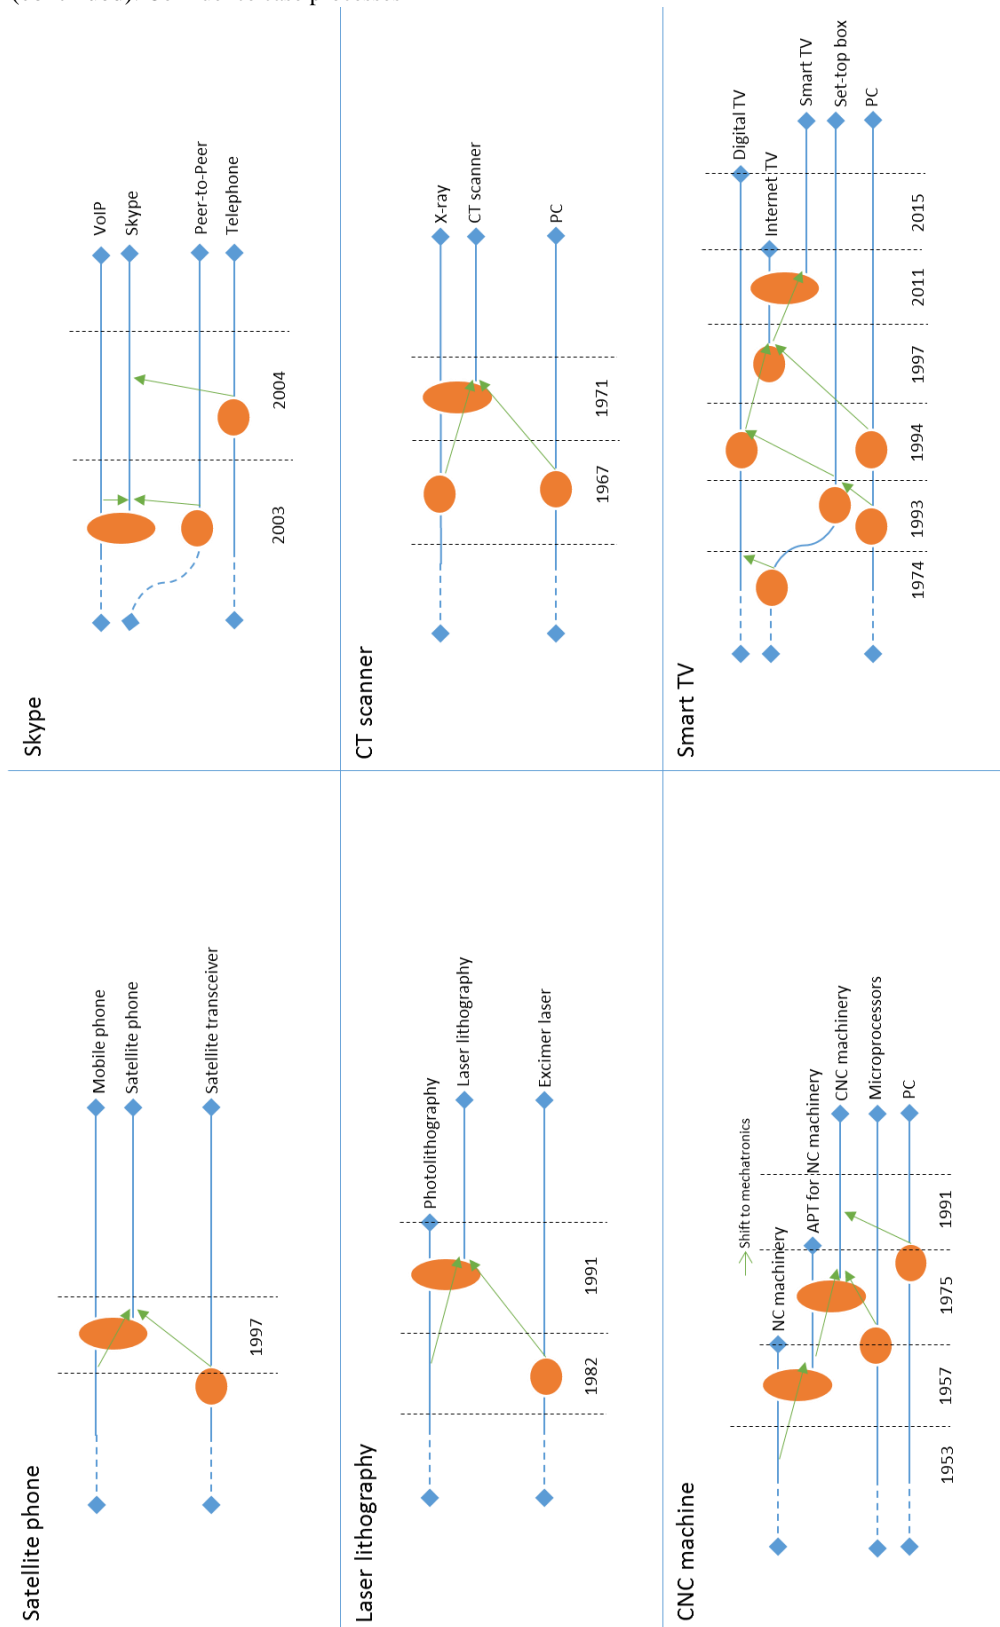 Satellite phone
Mobile phone
Satellite phone
Satellite transceiver
1997
Skype
VoIP
Skype
Peer-to-Peer
Telephone
2003
2004
Laser lithography
Photolithography
Laser lithography
Excimer laser
1982
1991
CT scanner
X-ray
CT scanner
PC
1967
1971
CNC machine
Shift to mechatronics
NC machinery
APT for NC machinery
CNC machinery
Microprocessors
PC
1953
1957
1975
1991
Smart TV
Digital TV
Internet TV
Smart TV
Set-top box
PC
1974
1993
1994
1997
2011
2015